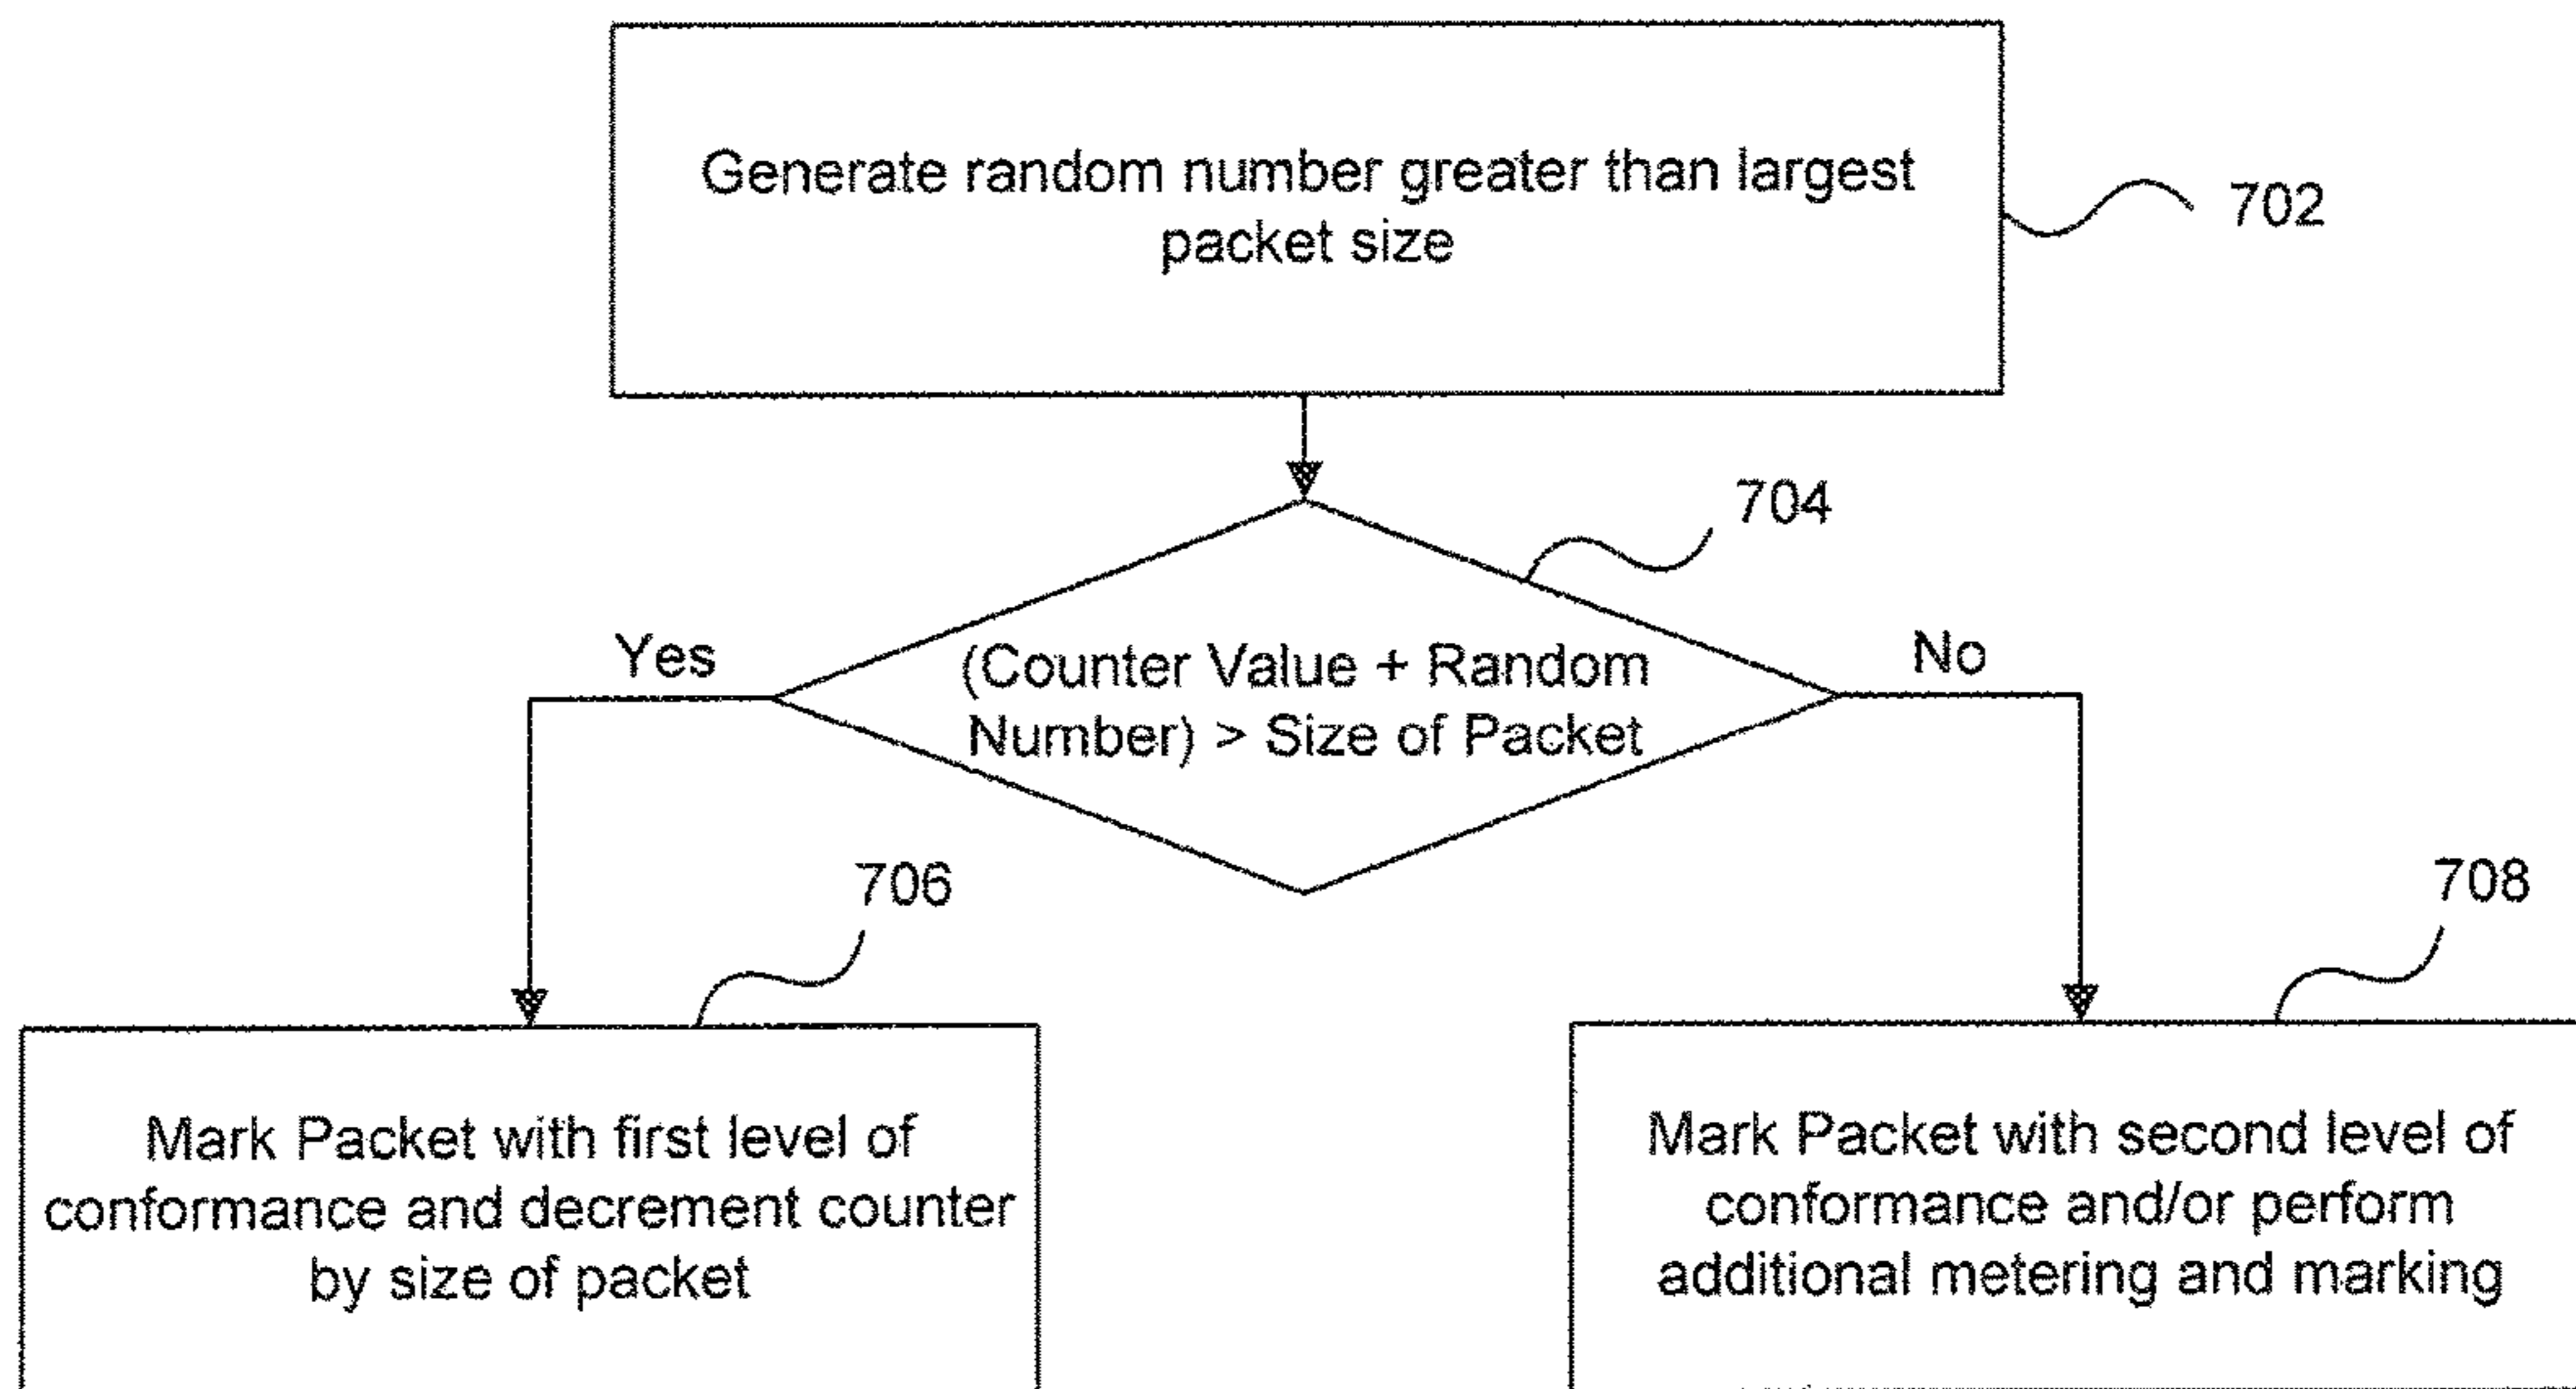 Generate random number greater than largest
packet size
702
704
Yes
(Counter Value + Random
Number) > Size of Packet
No
706
708
Mark Packet with first level of
conformance and decrement counter
by size of packet
Mark Packet with second level of
conformance and/or perform
additional metering and marking